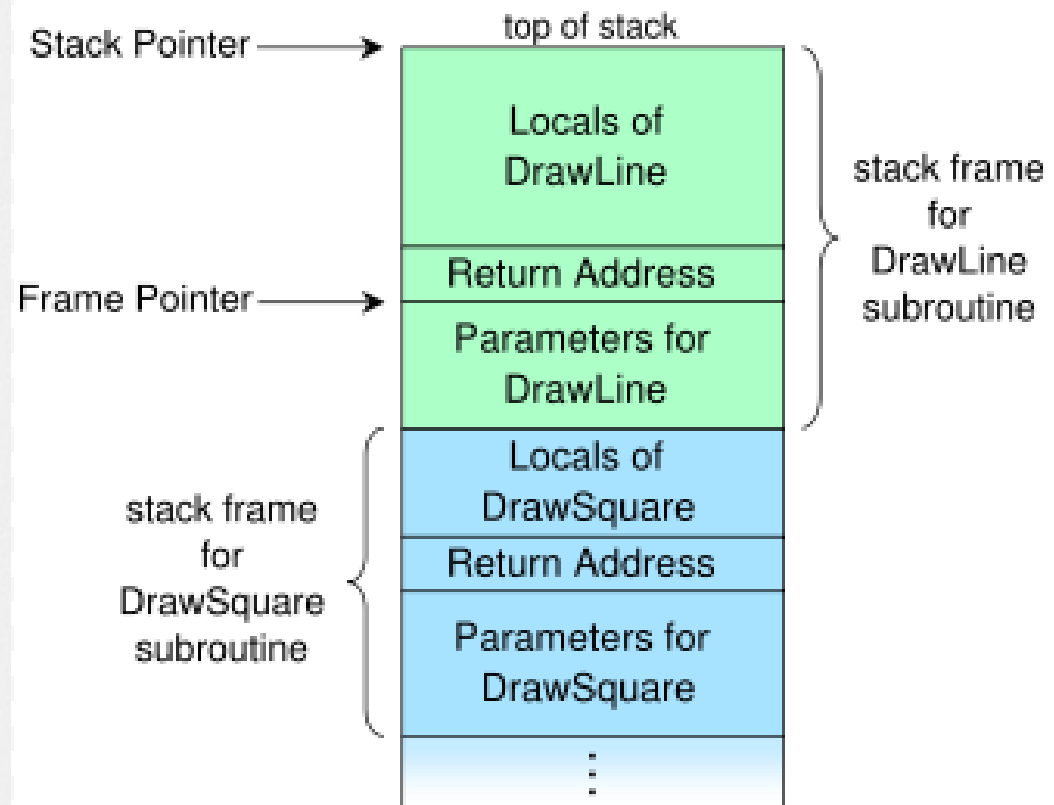 top of stack
Stack Pointer
Locals of
DrawLine
stack frame
for
DrawLine
subroutine
Return Address
Frame Pointer
Parameters for
DrawLine
Locals of
DrawSquare
stack frame
for
DrawSquare
subroutine
Return Address
Parameters for
DrawSquare
⋮